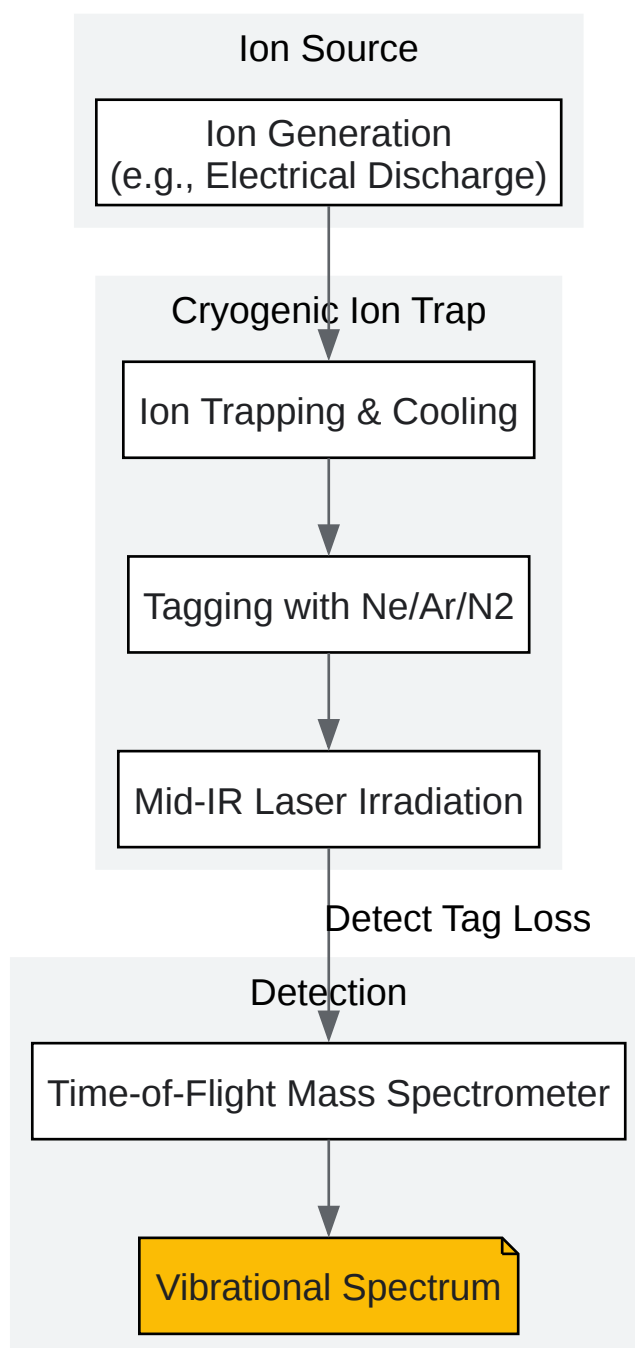 Ion Source
Ion Generation
(e.g., Electrical Discharge)
Cryogenic Ion Trap
Ion Trapping & Cooling
Tagging with Ne/Ar/N2
Mid-IR Laser Irradiation
Detect Tag Loss
Detection
Time-of-Flight Mass Spectrometer
Vibrational Spectrum